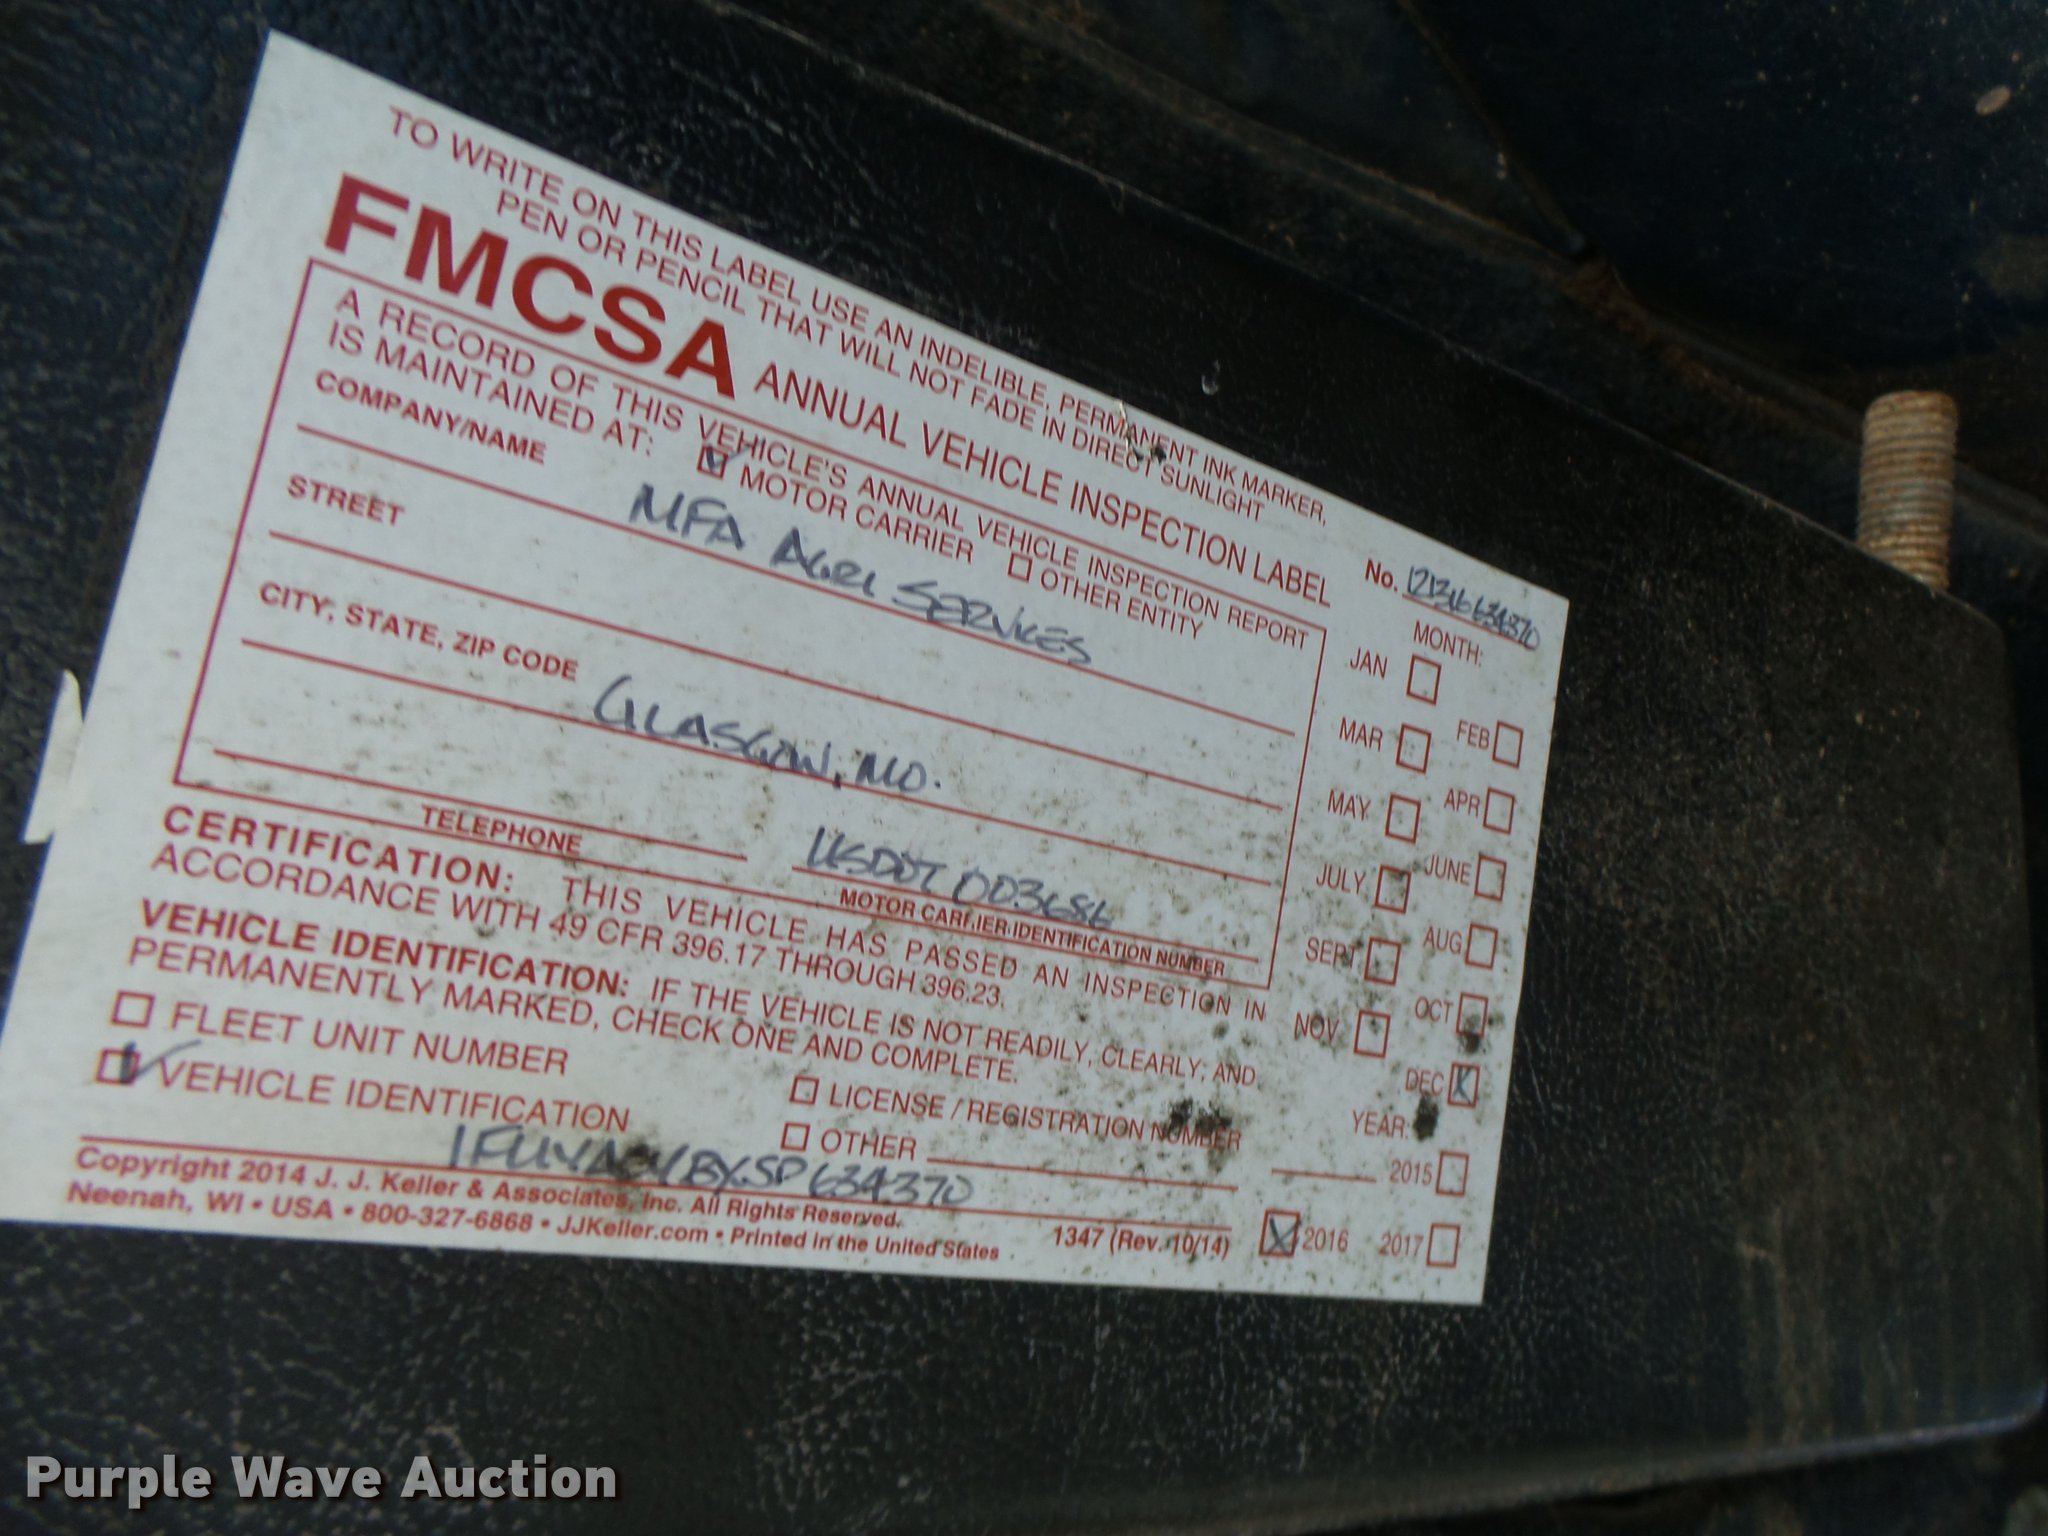 TO WRITE ON THIS LABEL USE AN INDELIBLE, PERMANENT INK MARKER,
PEN OR PENCIL THAT WILL NOT FADE IN DIRECT SUNLIGHT
FMCSA ANNUAL VEHICLE INSPECTION LABEL
A RECORD OF THIS VEHICLE'S ANNUAL VEHICLE INSPECTION REPORT
IS MAINTAINED AT: MOTOR CARRIER OTHER ENTITY
COMPANY/NAME
MFA AGRI SERVICES
STREET
CITY, STATE, ZIP CODE
GLASGOW, MO.
USDOT
TELEPHONE
MOTOR CARRIER IDENTIFICATION NUMBER
CERTIFICATION: THIS VEHICLE HAS PASSED AN INSPECTION IN
ACCORDANCE WITH 49 CFR 396.17 THROUGH 396.23.
VEHICLE IDENTIFICATION: IF THE VEHICLE IS NOT READILY, CLEARLY, AND
PERMANENTLY MARKED, CHECK ONE AND COMPLETE.
FLEET UNIT NUMBER
LICENSE / REGISTRATION NUMBER
VEHICLE IDENTIFICATION
OTHER
Copyright 2014 J. J. Keller & Associates, Inc. All Rights Reserved.
Neenah, WI • USA • 800-327-6868 • JJKeller.com • Printed in the United States
1347 (Rev. 10/14)
No.
MONTH:
JAN
FEB
MAR
APR
MAY
JUNE
JULY
AUG
SEPT
OCT
NOV
DEC
YEAR:
2015
2016 2017
Purple Wave Auction